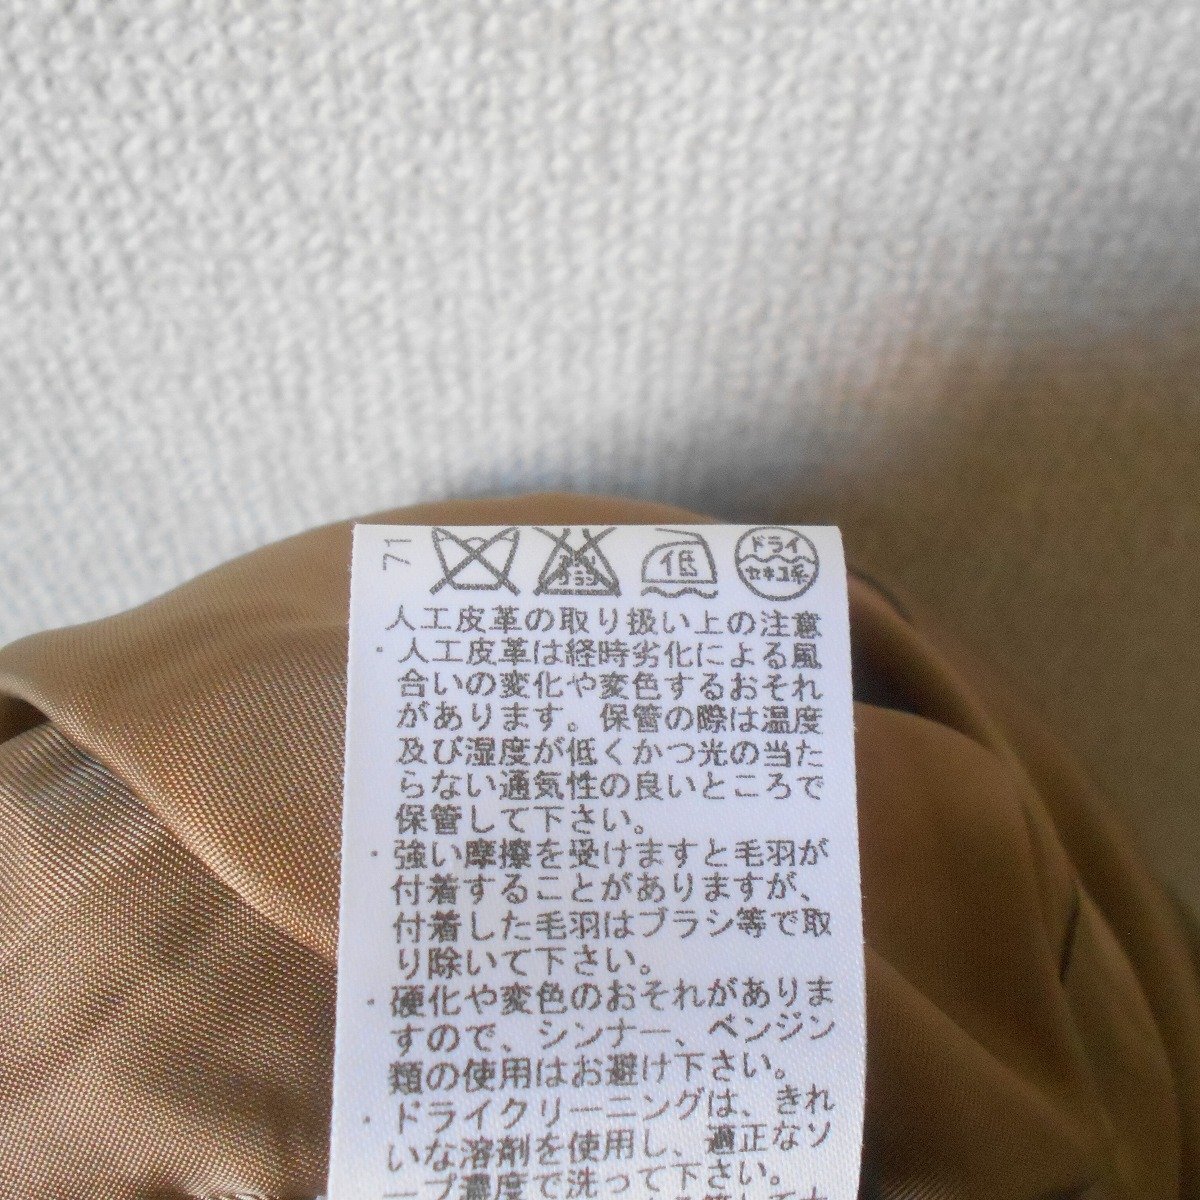 71
低
ドライ
セキユ系
人工皮革の取り扱い上の注意
・人工皮革は経時劣化による風
合いの変化や変色するおそれ
があります。保管の際は温度
及び湿度が低くかつ光の当た
らない通気性の良いところで
保管して下さい。
・強い摩擦を受けますと毛羽が
付着することがありますが、
付着した毛羽はブラシ等で取
り除いて下さい。
・硬化や変色のおそれがありま
すので、シンナー、ベンジン
類の使用はお避け下さい。
・ドライクリーニングは、きれ
いな溶剤を使用し、適正なソ
ープ濃度で洗って下さい。